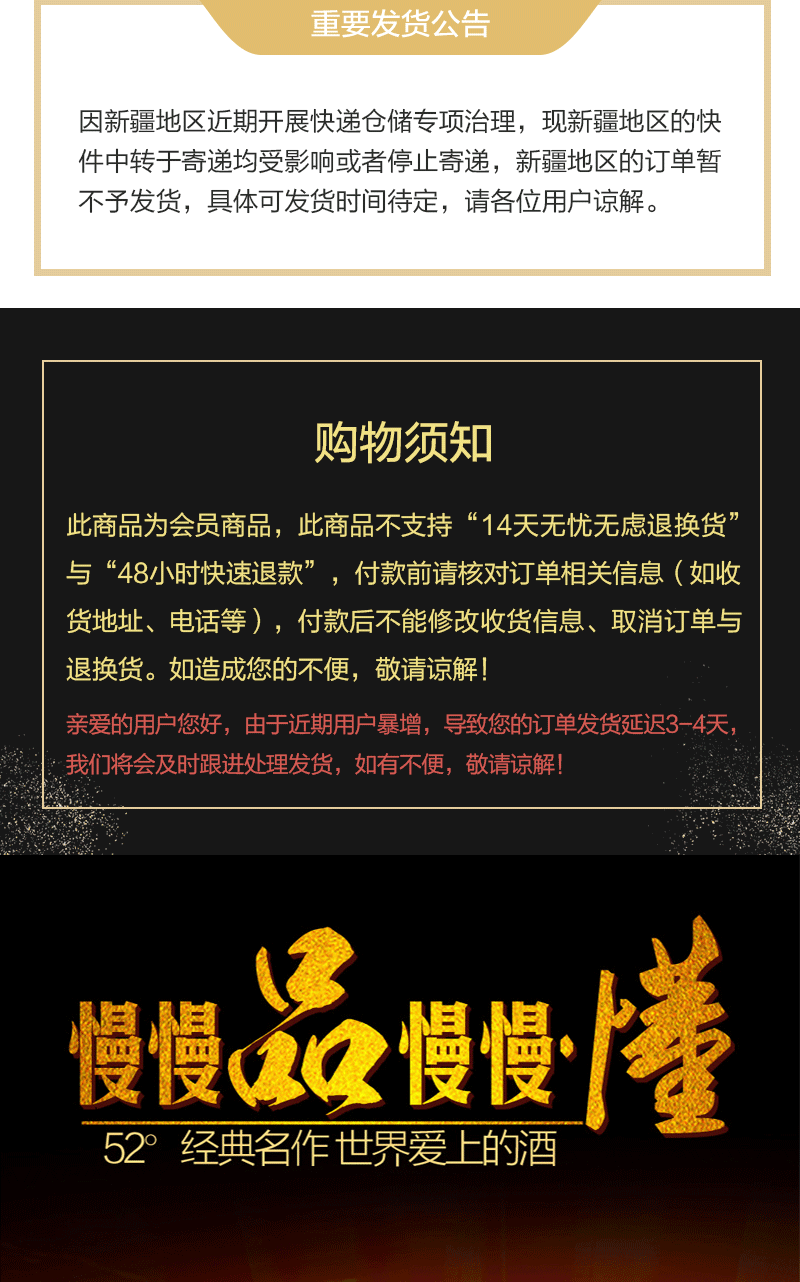 重要发货公告
因新疆地区近期开展快递仓储专项治理，现新疆地区的快
件中转于寄递均受影响或者停止寄递，新疆地区的订单暂
不予发货，具体可发货时间待定，请各位用户谅解。
购物须知
此商品为会员商品，此商品不支持“14天无忧无虑退换货”
与“48小时快速退款”，付款前请核对订单相关信息（如收
货地址、电话等），付款后不能修改收货信息、取消订单与
退换货。如造成您的不便，敬请谅解！
亲爱的用户您好，由于近期用户暴增，导致您的订单发货延迟3-4天，
我们将会及时跟进处理发货，如有不便，敬请谅解！
慢慢品慢慢·懂
52° 经典名作 世界爱上的酒